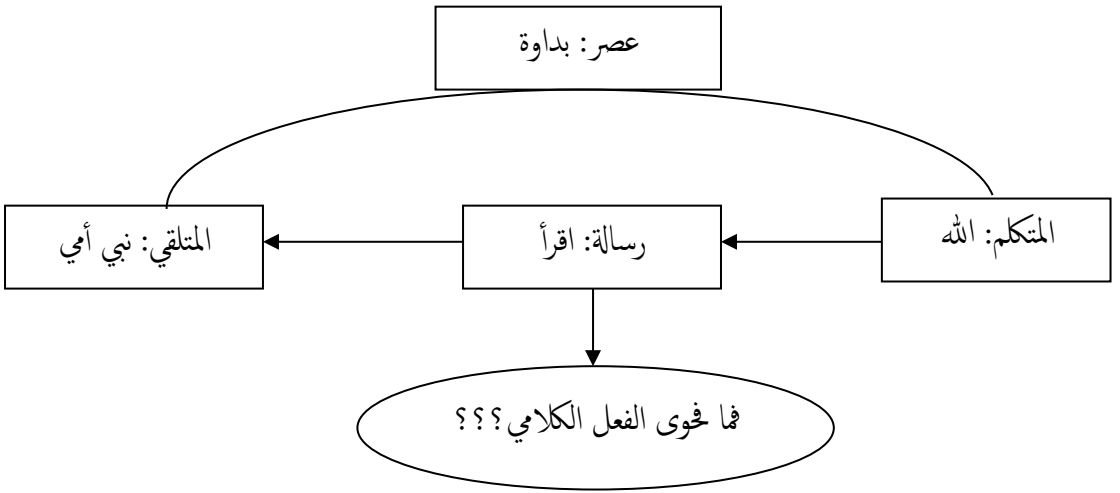 عصر: بداوة
المتكلم: الله
رسالة: اقرأ
المتلقي: نبي أمي
فما فحوى الفعل الكلامي؟؟؟